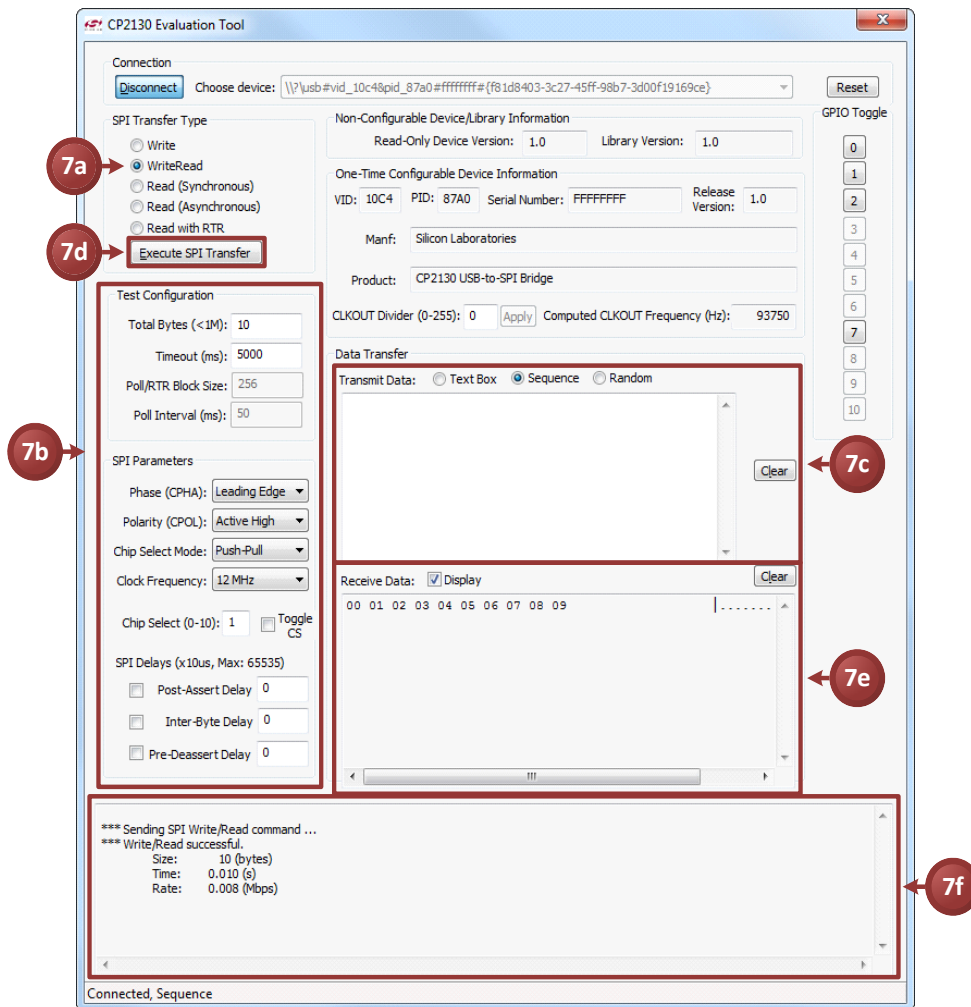 CP2130 Evaluation Tool
Connection
Disconnect Choose device: \\?\usb#vid_10c4&pid_87a0#ffffffff#{f81d8403-3c27-45ff-98b7-3d00f19169ce} Reset
SPI Transfer Type
Write
7a
WriteRead
Read (Synchronous)
Read (Asynchronous)
Read with RTR
7d
Execute SPI Transfer
Non-Configurable Device/Library Information
Read-Only Device Version: 1.0 Library Version: 1.0
One-Time Configurable Device Information
VID: 10C4 PID: 87A0 Serial Number: FFFFFFFF Release Version: 1.0
Manf: Silicon Laboratories
Product: CP2130 USB-to-SPI Bridge
CLKOUT Divider (0-255): 0 Apply Computed CLKOUT Frequency (Hz): 93750
GPIO Toggle
0
1
2
3
4
5
6
7
8
9
10
7b
Test Configuration
Total Bytes (<1M): 10
Timeout (ms): 5000
Poll/RTR Block Size: 256
Poll Interval (ms): 50
SPI Parameters
Phase (CPHA): Leading Edge
Polarity (CPOL): Active High
Chip Select Mode: Push-Pull
Clock Frequency: 12 MHz
Chip Select (0-10): 1 Toggle CS
SPI Delays (x10us, Max: 65535)
Post-Assert Delay 0
Inter-Byte Delay 0
Pre-Deassert Delay 0
Data Transfer
Transmit Data: Text Box Sequence Random
Clear
7c
Receive Data: Display Clear
00 01 02 03 04 05 06 07 08 09 |.......
7e
*** Sending SPI Write/Read command ...
*** Write/Read successful.
Size: 10 (bytes)
Time: 0.010 (s)
Rate: 0.008 (Mbps)
7f
Connected, Sequence